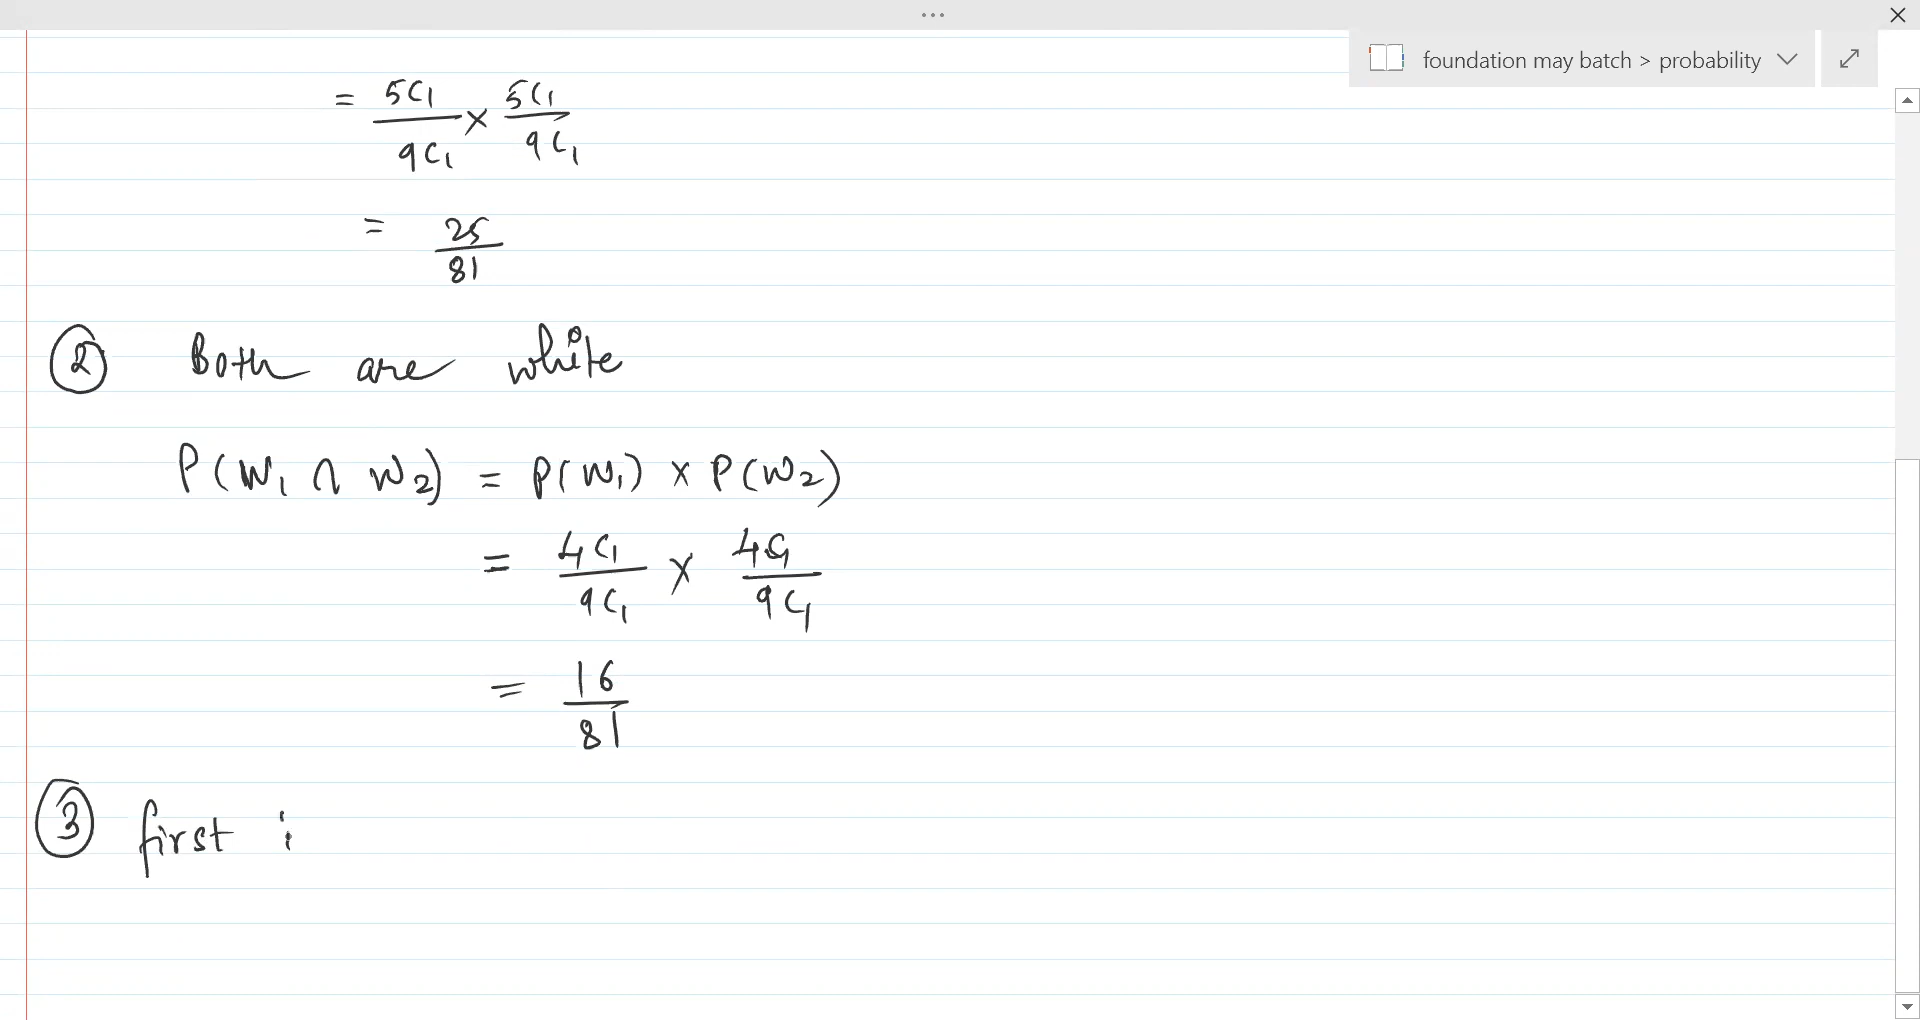 ...
foundation may batch > probability
= 5C1/9C1 × 5C1/9C1
= 25/81
② Both are white
P(W1 ∩ W2) = P(W1) × P(W2)
= 4C1/9C1 × 4C1/9C1
= 16/81
③ first i